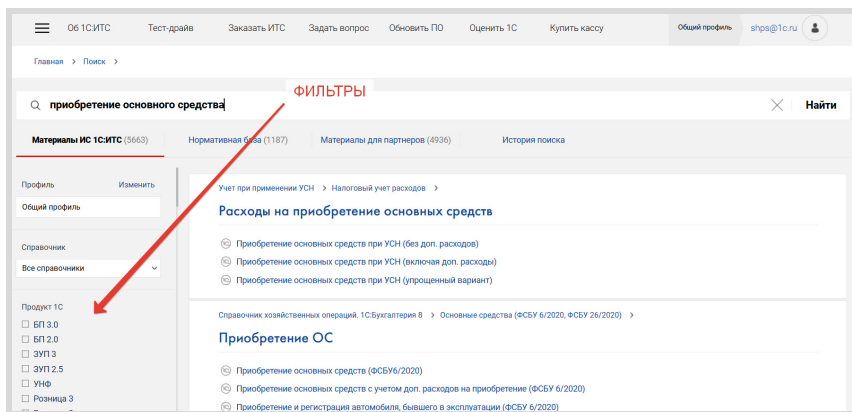 Об 1С:ИТС Тест-драйв Заказать ИТС Задать вопрос Обновить ПО Оценить 1С Купить кассу Общий профиль shps@1c.ru
Главная > Поиск >
ФИЛЬТРЫ
приобретение основного средства Найти
Материалы ИС 1С:ИТС (5663) Нормативная база (1187) Материалы для партнеров (4936) История поиска
Профиль Изменить
Общий профиль
Справочник
Все справочники
Продукт 1С
БП 3.0
БП 2.0
ЗУП 3
ЗУП 2.5
УНФ
Розница 3
Учет при применении УСН > Налоговый учет расходов >
Расходы на приобретение основных средств
Приобретение основных средств при УСН (без доп. расходов)
Приобретение основных средств при УСН (включая доп. расходы)
Приобретение основных средств при УСН (упрощенный вариант)
Справочник хозяйственных операций. 1С:Бухгалтерия 8 > Основные средства (ФСБУ 6/2020, ФСБУ 26/2020) >
Приобретение ОС
Приобретение основных средств (ФСБУ6/2020)
Приобретение основных средств с учетом доп. расходов на приобретение (ФСБУ 6/2020)
Приобретение и регистрация автомобиля, бывшего в эксплуатации (ФСБУ 6/2020)